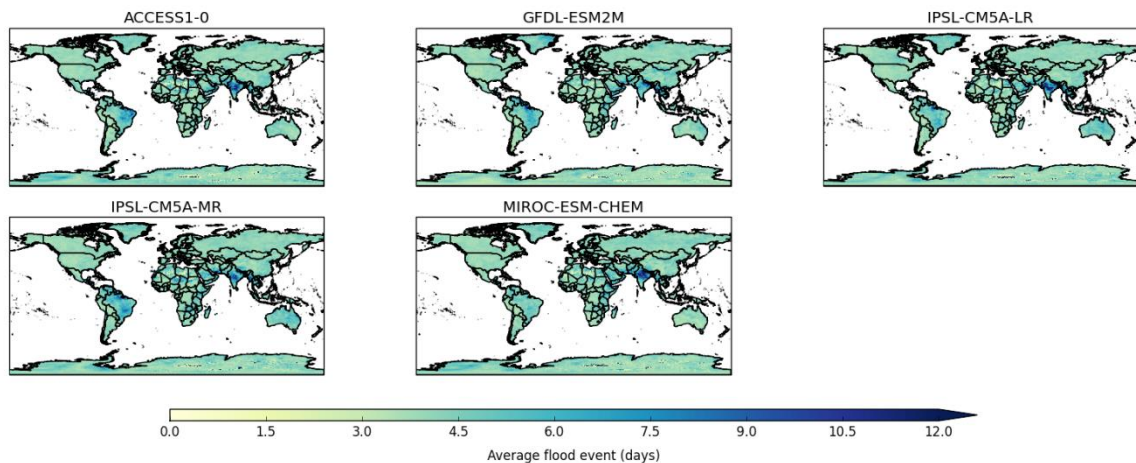 ACCESS1-0 GFDL-ESM2M IPSL-CM5A-LR
IPSL-CM5A-MR MIROC-ESM-CHEM
0.0 1.5 3.0 4.5 6.0 7.5 9.0 10.5 12.0
Average flood event (days)